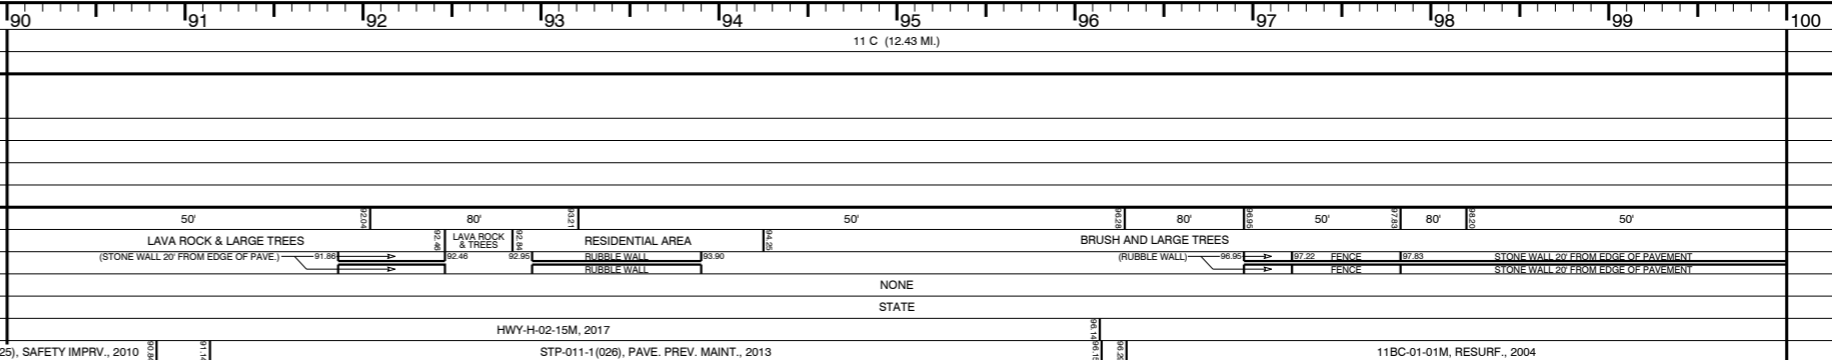 90 91 92 93 94 95 96 97 98 99 100
11 C (12.43 MI.)
50' 92.04 80' 93.21 50' 96.28 80' 96.95 50' 97.83 80' 98.20 50'
LAVA ROCK & LARGE TREES 92.46 LAVA ROCK & TREES 92.84 RESIDENTIAL AREA 94.25 BRUSH AND LARGE TREES
(STONE WALL 20' FROM EDGE OF PAVE.) 91.86 92.46 92.95 RUBBLE WALL 93.90 (RUBBLE WALL) 96.95 97.22 FENCE 97.83 STONE WALL 20' FROM EDGE OF PAVEMENT
RUBBLE WALL FENCE STONE WALL 20' FROM EDGE OF PAVEMENT
NONE
STATE
HWY-H-02-15M, 2017 96.14
25), SAFETY IMPRV., 2010 91.14 STP-011-1(026), PAVE. PREV. MAINT., 2013 11BC-01-01M, RESURF., 2004